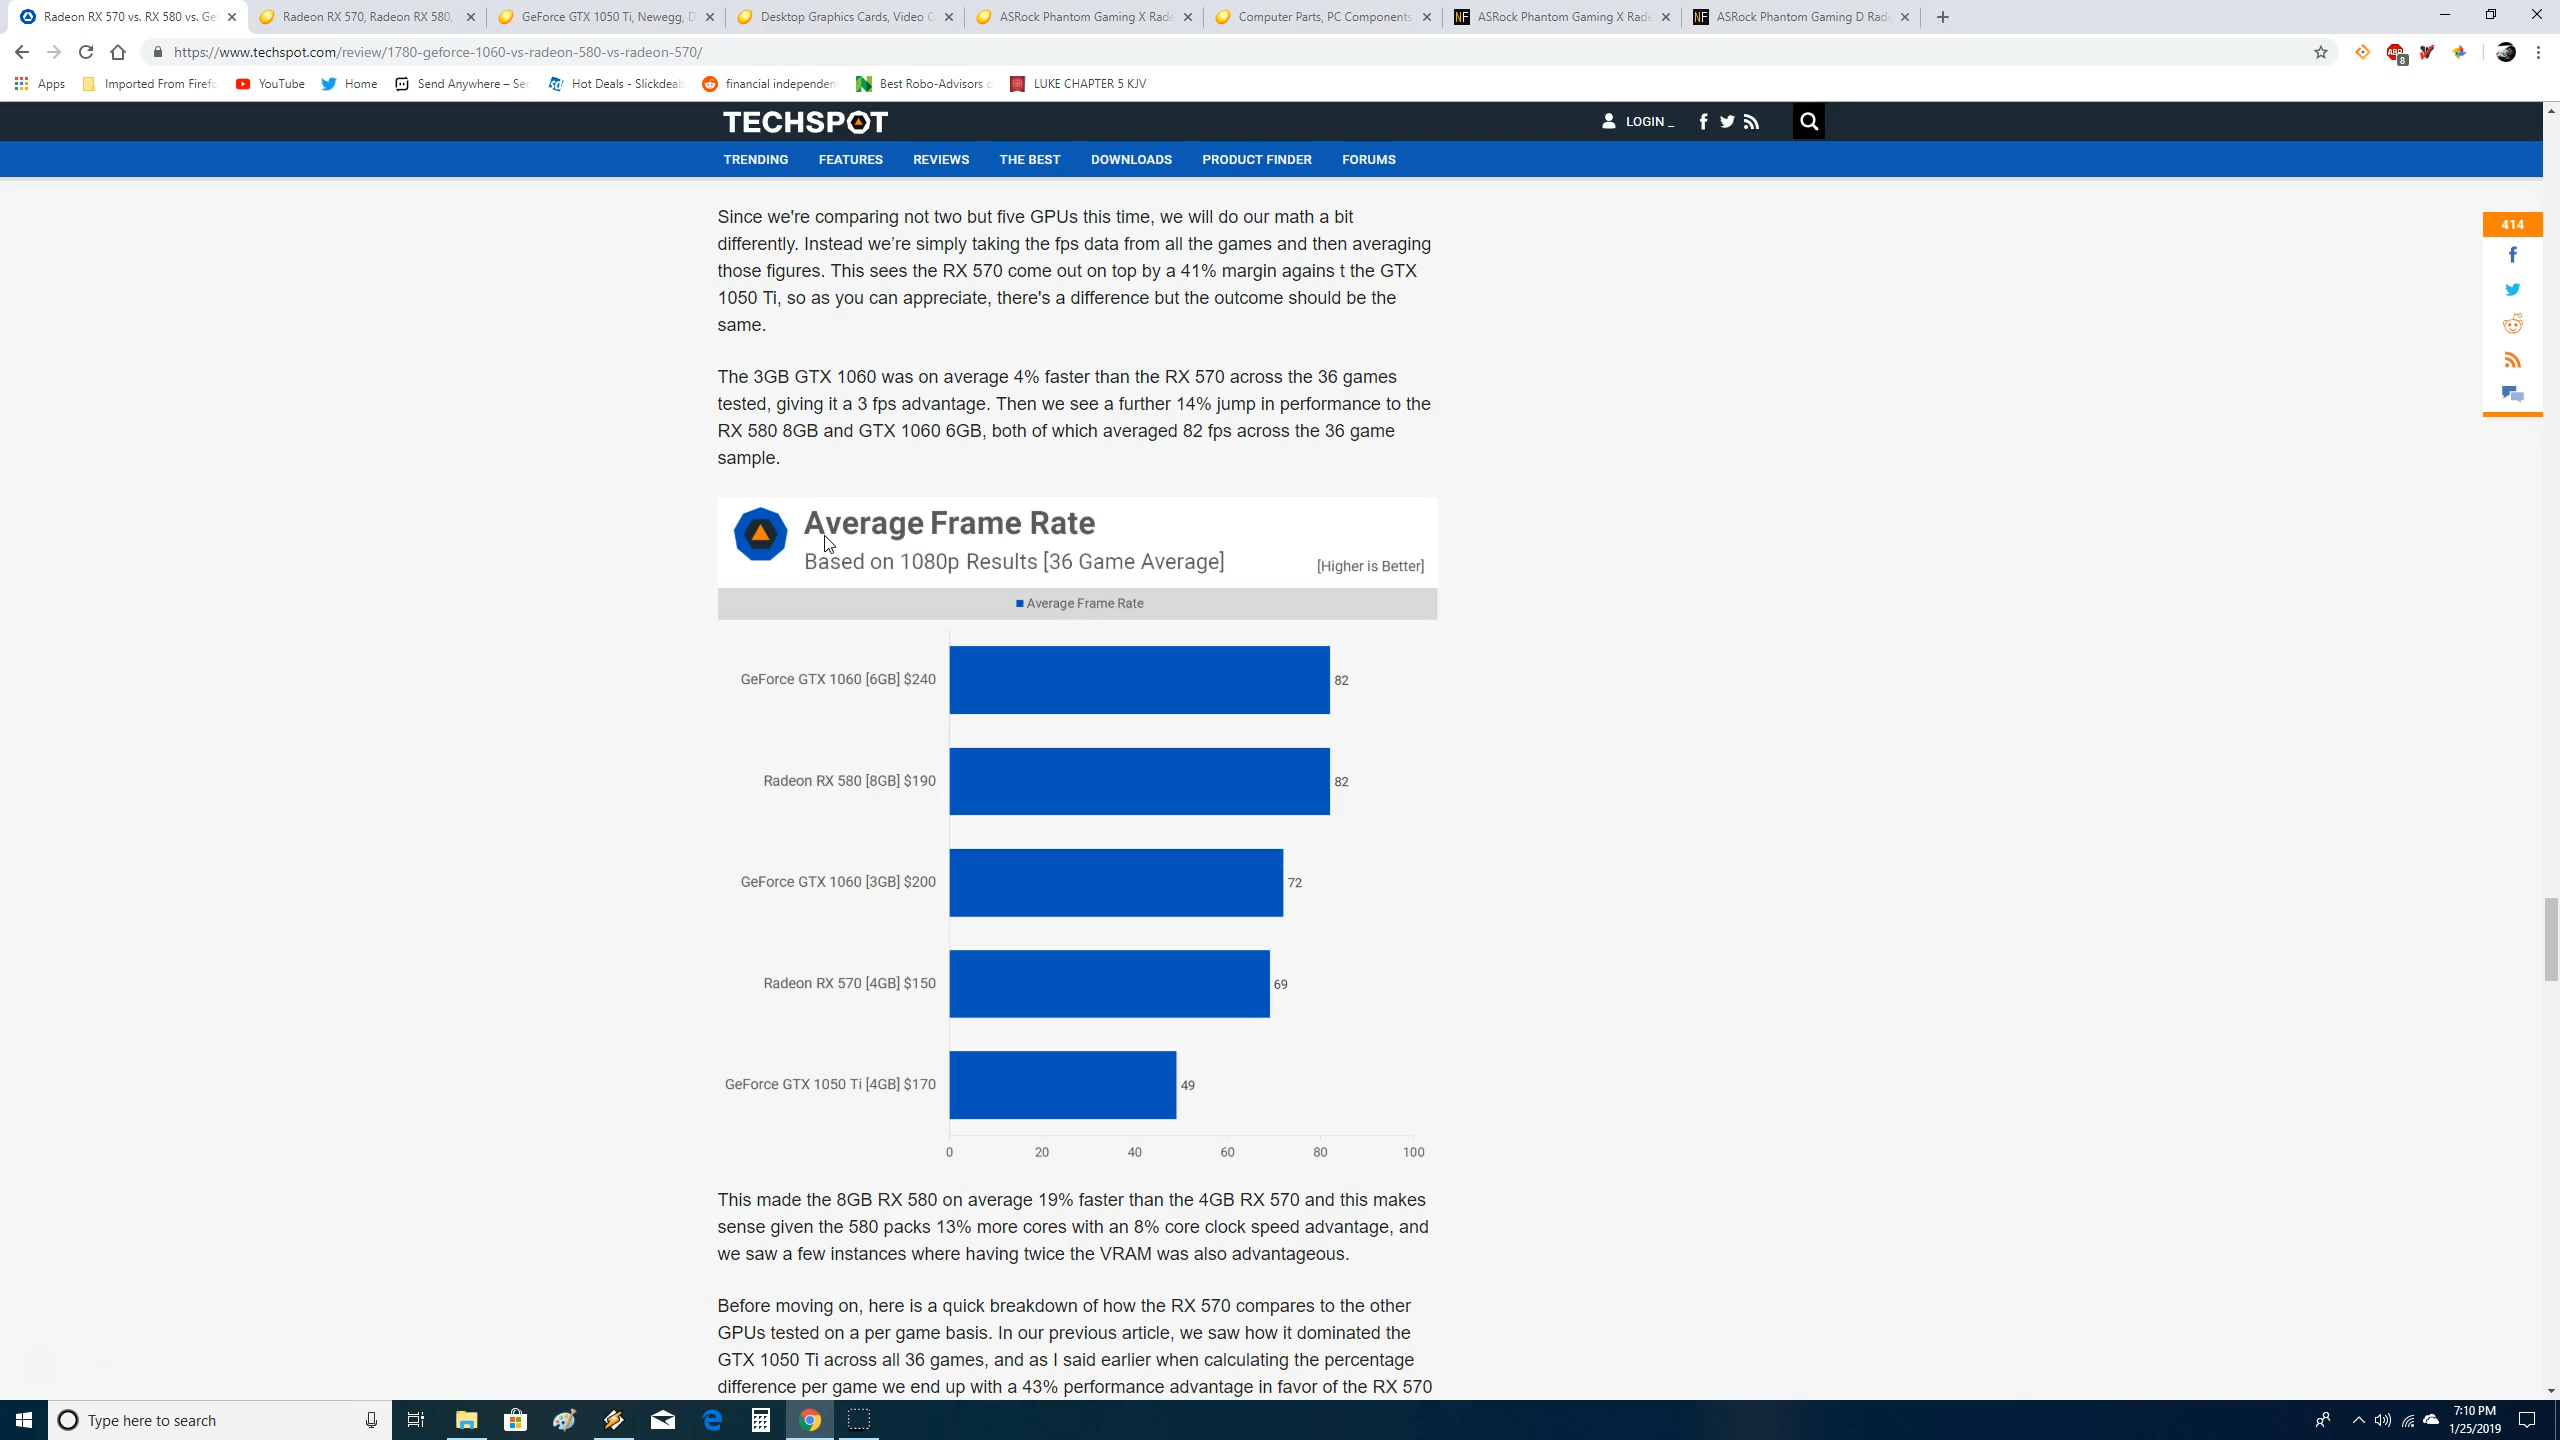 Radeon RX 570 vs. RX 580 vs. Ge
Radeon RX 570, Radeon RX 580,
GeForce GTX 1050 Ti, Newegg, D
Desktop Graphics Cards, Video C
ASRock Phantom Gaming X Rade
Computer Parts, PC Components
NF ASRock Phantom Gaming X Rade
NF ASRock Phantom Gaming D Rade
https://www.techspot.com/review/1780-geforce-1060-vs-radeon-580-vs-radeon-570/
ABP
8
Apps
Imported From Firefo
YouTube
Home
Send Anywhere – Ser
Hot Deals - Slickdeal
financial independen
Best Robo-Advisors o
LUKE CHAPTER 5 KJV
TECHSPOT
LOGIN _
TRENDING
FEATURES
REVIEWS
THE BEST
DOWNLOADS
PRODUCT FINDER
FORUMS
414
Since we're comparing not two but five GPUs this time, we will do our math a bit
differently. Instead we're simply taking the fps data from all the games and then averaging
those figures. This sees the RX 570 come out on top by a 41% margin agains t the GTX
1050 Ti, so as you can appreciate, there's a difference but the outcome should be the
same.
The 3GB GTX 1060 was on average 4% faster than the RX 570 across the 36 games
tested, giving it a 3 fps advantage. Then we see a further 14% jump in performance to the
RX 580 8GB and GTX 1060 6GB, both of which averaged 82 fps across the 36 game
sample.
Average Frame Rate
Based on 1080p Results [36 Game Average]
[Higher is Better]
Average Frame Rate
GeForce GTX 1060 [6GB] $240
82
Radeon RX 580 [8GB] $190
82
GeForce GTX 1060 [3GB] $200
72
Radeon RX 570 [4GB] $150
69
GeForce GTX 1050 Ti [4GB] $170
49
0 20 40 60 80 100
This made the 8GB RX 580 on average 19% faster than the 4GB RX 570 and this makes
sense given the 580 packs 13% more cores with an 8% core clock speed advantage, and
we saw a few instances where having twice the VRAM was also advantageous.
Before moving on, here is a quick breakdown of how the RX 570 compares to the other
GPUs tested on a per game basis. In our previous article, we saw how it dominated the
GTX 1050 Ti across all 36 games, and as I said earlier when calculating the percentage
difference per game we end up with a 43% performance advantage in favor of the RX 570
Type here to search
7:10 PM
1/25/2019